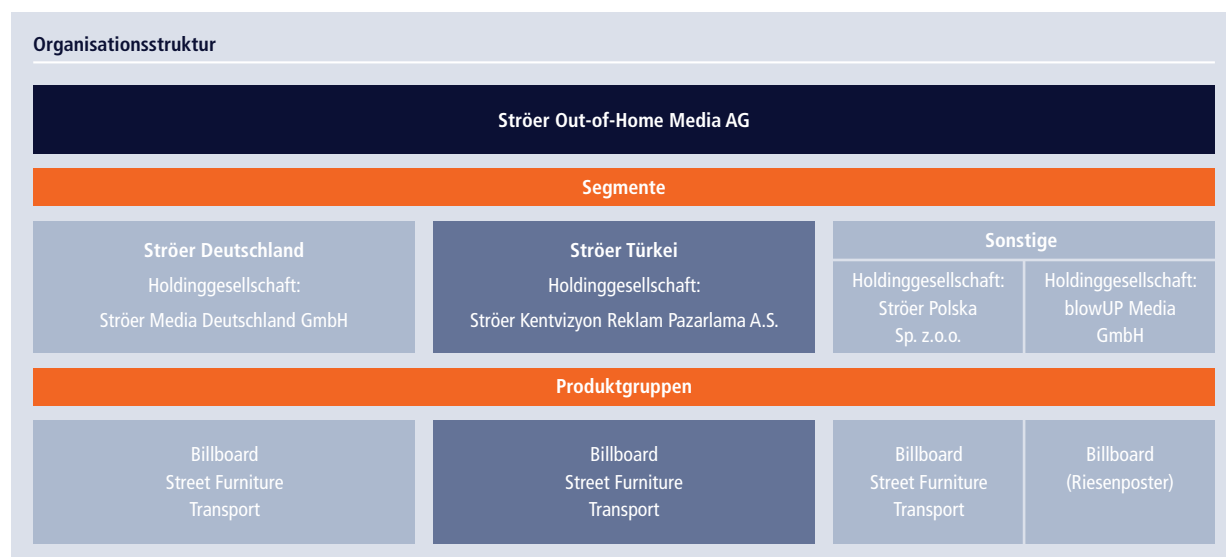 Organisationsstruktur
Ströer Out-of-Home Media AG
Segmente
Ströer Deutschland
Holdinggesellschaft:
Ströer Media Deutschland GmbH
Ströer Türkei
Holdinggesellschaft:
Ströer Kentvizyon Reklam Pazarlama A.S.
Sonstige
Holdinggesellschaft:
Ströer Polska
Sp. z.o.o.
Holdinggesellschaft:
blowUP Media
GmbH
Produktgruppen
Billboard
Street Furniture
Transport
Billboard
Street Furniture
Transport
Billboard
Street Furniture
Transport
Billboard
(Riesenposter)